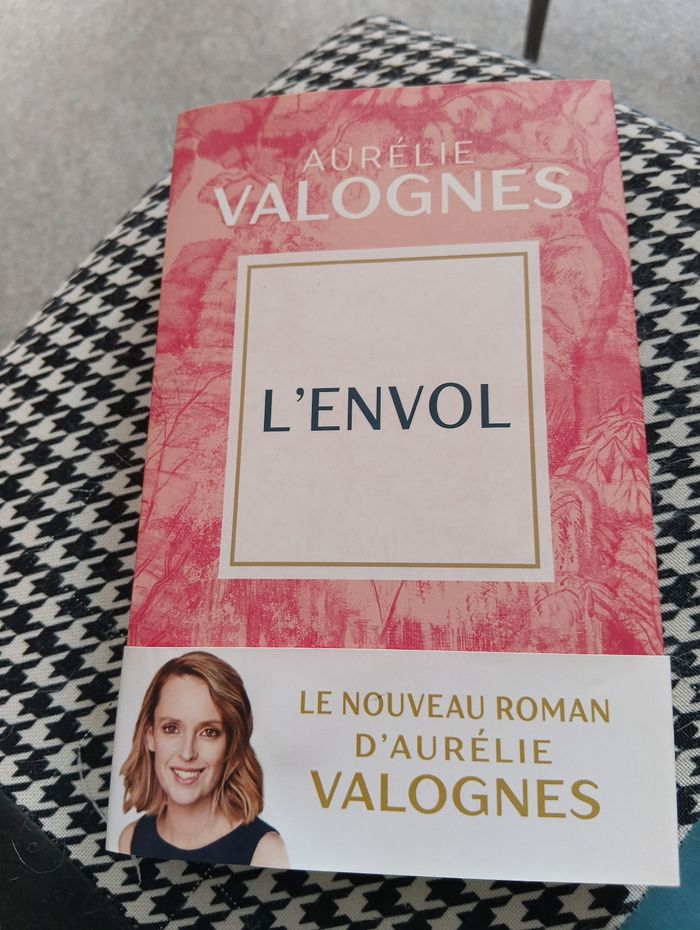 AURÉLIE
VALOGNES
L'ENVOL
LE NOUVEAU ROMAN
D'AURÉLIE
VALOGNES